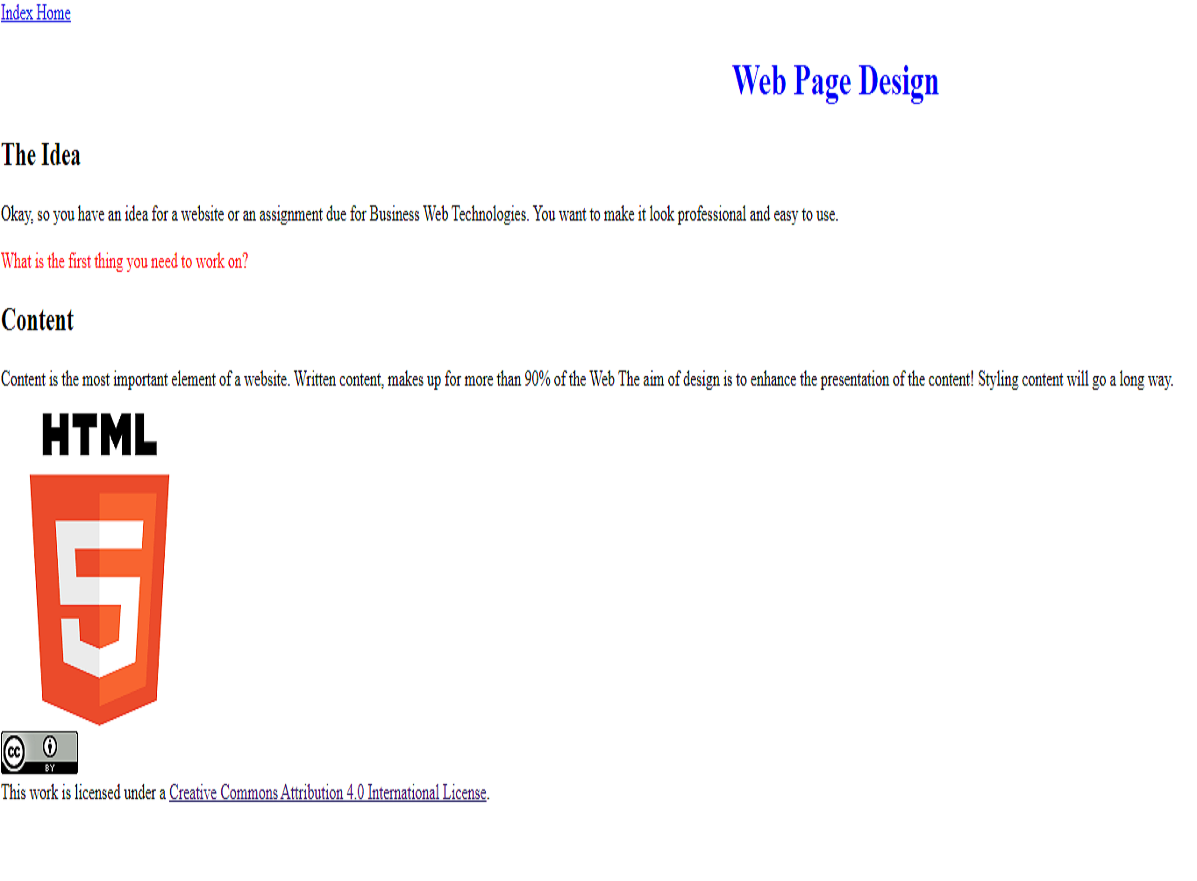 Index Home
Web Page Design
The Idea
Okay, so you have an idea for a website or an assignment due for Business Web Technologies. You want to make it look professional and easy to use.
What is the first thing you need to work on?
Content
Content is the most important element of a website. Written content, makes up for more than 90% of the Web The aim of design is to enhance the presentation of the content! Styling content will go a long way.
HTML
5
cc
BY
This work is licensed under a Creative Commons Attribution 4.0 International License.